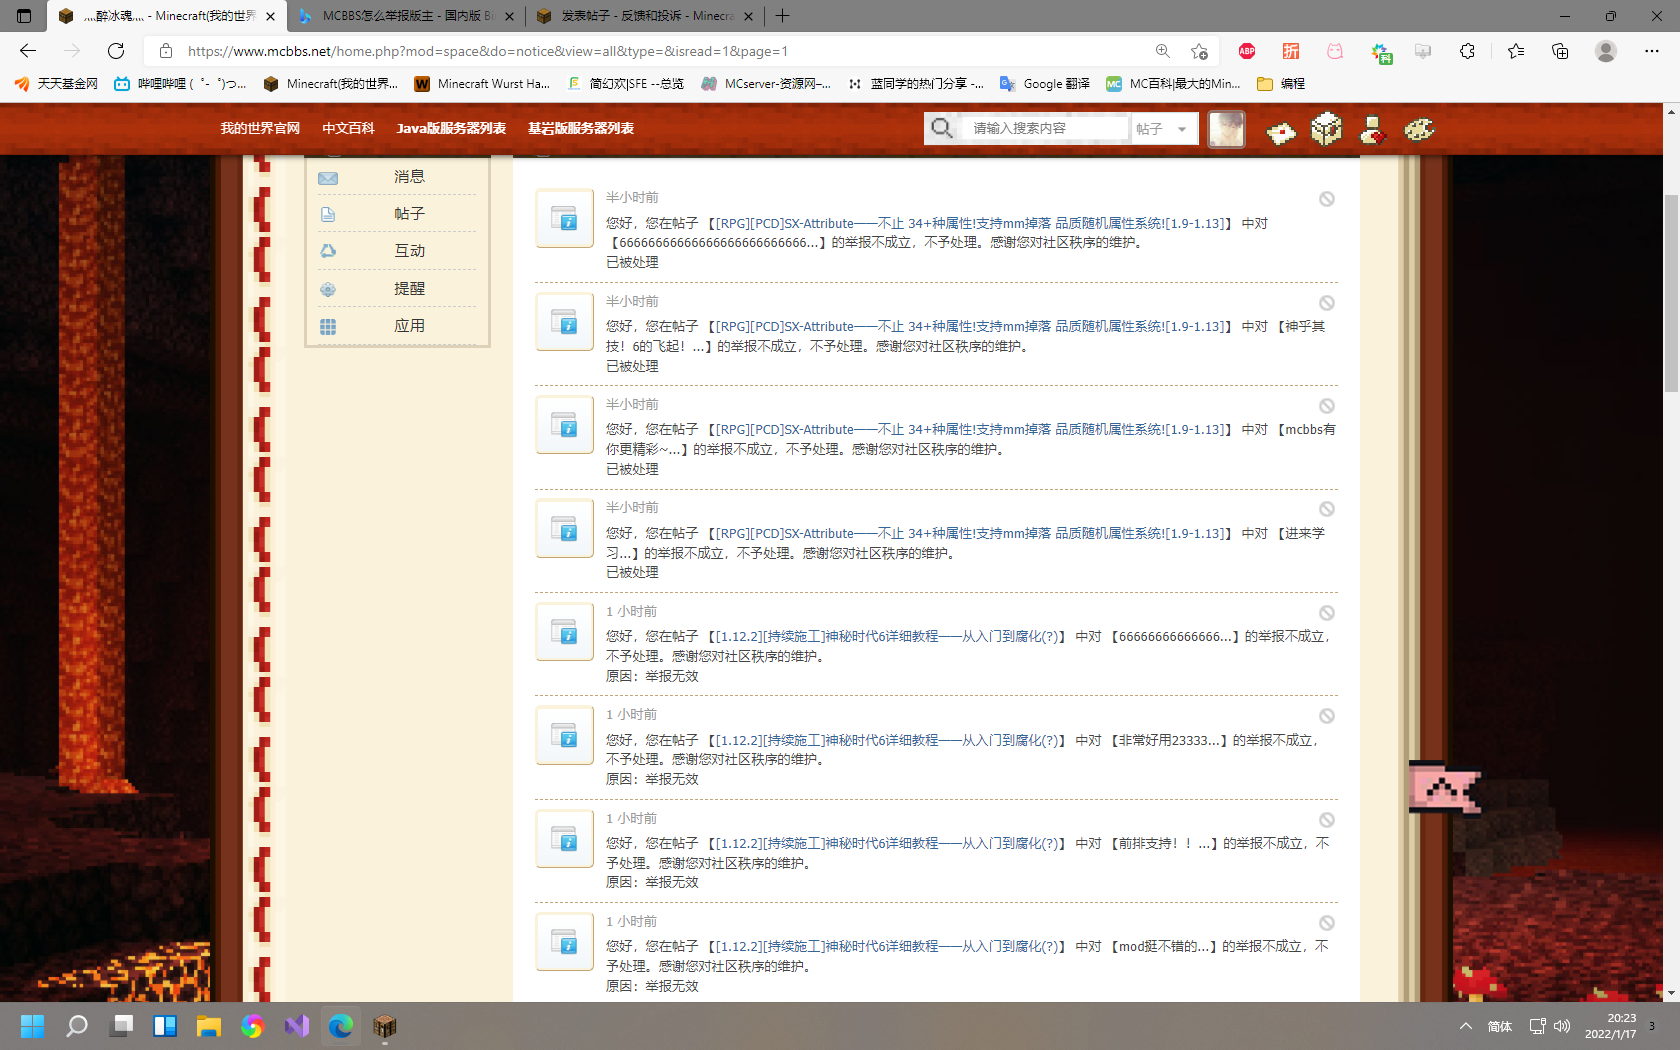 灬醉冰魂灬 - Minecraft(我的世界
MCBBS怎么举报版主 - 国内版 Bi
发表帖子 - 反馈和投诉 - Minecra
https://www.mcbbs.net/home.php?mod=space&do=notice&view=all&type=&isread=1&page=1
ABP
折
科
天天基金网
哔哩哔哩 (゜-゜)つ...
Minecraft(我的世界...
Minecraft Wurst Ha...
简幻欢|SFE --总览
MCserver-资源网-...
蓝同学的热门分享 -...
Google 翻译
MC百科|最大的Min...
编程
我的世界官网
中文百科
Java版服务器列表
基岩版服务器列表
请输入搜索内容
帖子
消息
帖子
互动
提醒
应用
半小时前
您好，您在帖子 【[RPG][PCD]SX-Attribute——不止 34+种属性!支持mm掉落 品质随机属性系统![1.9-1.13]】 中对
【66666666666666666666666666...】的举报不成立，不予处理。感谢您对社区秩序的维护。
已被处理
半小时前
您好，您在帖子 【[RPG][PCD]SX-Attribute——不止 34+种属性!支持mm掉落 品质随机属性系统![1.9-1.13]】 中对 【神乎其
技！6的飞起！...】的举报不成立，不予处理。感谢您对社区秩序的维护。
已被处理
半小时前
您好，您在帖子 【[RPG][PCD]SX-Attribute——不止 34+种属性!支持mm掉落 品质随机属性系统![1.9-1.13]】 中对 【mcbbs有
你更精彩~...】的举报不成立，不予处理。感谢您对社区秩序的维护。
已被处理
半小时前
您好，您在帖子 【[RPG][PCD]SX-Attribute——不止 34+种属性!支持mm掉落 品质随机属性系统![1.9-1.13]】 中对 【进来学
习...】的举报不成立，不予处理。感谢您对社区秩序的维护。
已被处理
1 小时前
您好，您在帖子 【[1.12.2][持续施工]神秘时代6详细教程——从入门到腐化(?)】 中对 【66666666666666...】的举报不成立，
不予处理。感谢您对社区秩序的维护。
原因：举报无效
1 小时前
您好，您在帖子 【[1.12.2][持续施工]神秘时代6详细教程——从入门到腐化(?)】 中对 【非常好用23333...】的举报不成立，
不予处理。感谢您对社区秩序的维护。
原因：举报无效
1 小时前
您好，您在帖子 【[1.12.2][持续施工]神秘时代6详细教程——从入门到腐化(?)】 中对 【前排支持！！...】的举报不成立，不
予处理。感谢您对社区秩序的维护。
原因：举报无效
1 小时前
您好，您在帖子 【[1.12.2][持续施工]神秘时代6详细教程——从入门到腐化(?)】 中对 【mod挺不错的...】的举报不成立，不
予处理。感谢您对社区秩序的维护。
原因：举报无效
简体
20:23
2022/1/17
3